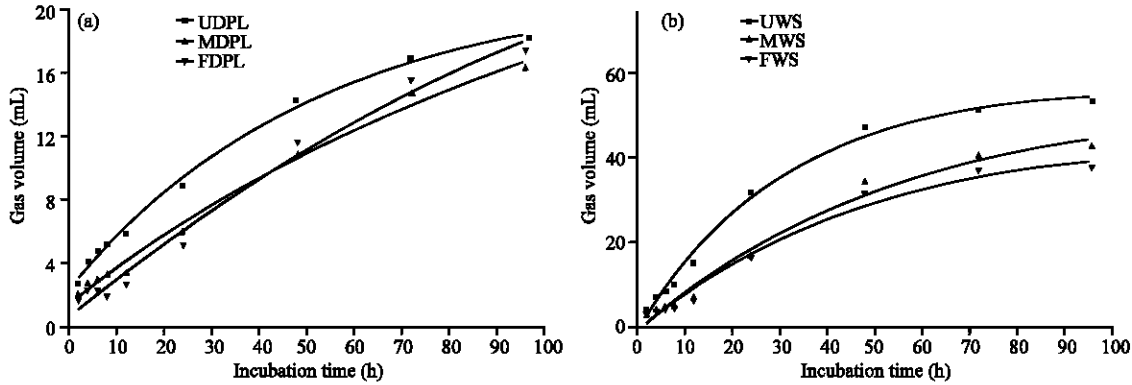 (a)
UDPL
MDPL
FDPL
Gas volume (mL)
20
16
12
8
4
0
0 10 20 30 40 50 60 70 80 90 100
Incubation time (h)
(b)
UWS
MWS
FWS
Gas volume (mL)
60
40
20
0
0 10 20 30 40 50 60 70 80 90 100
Incubation time (h)